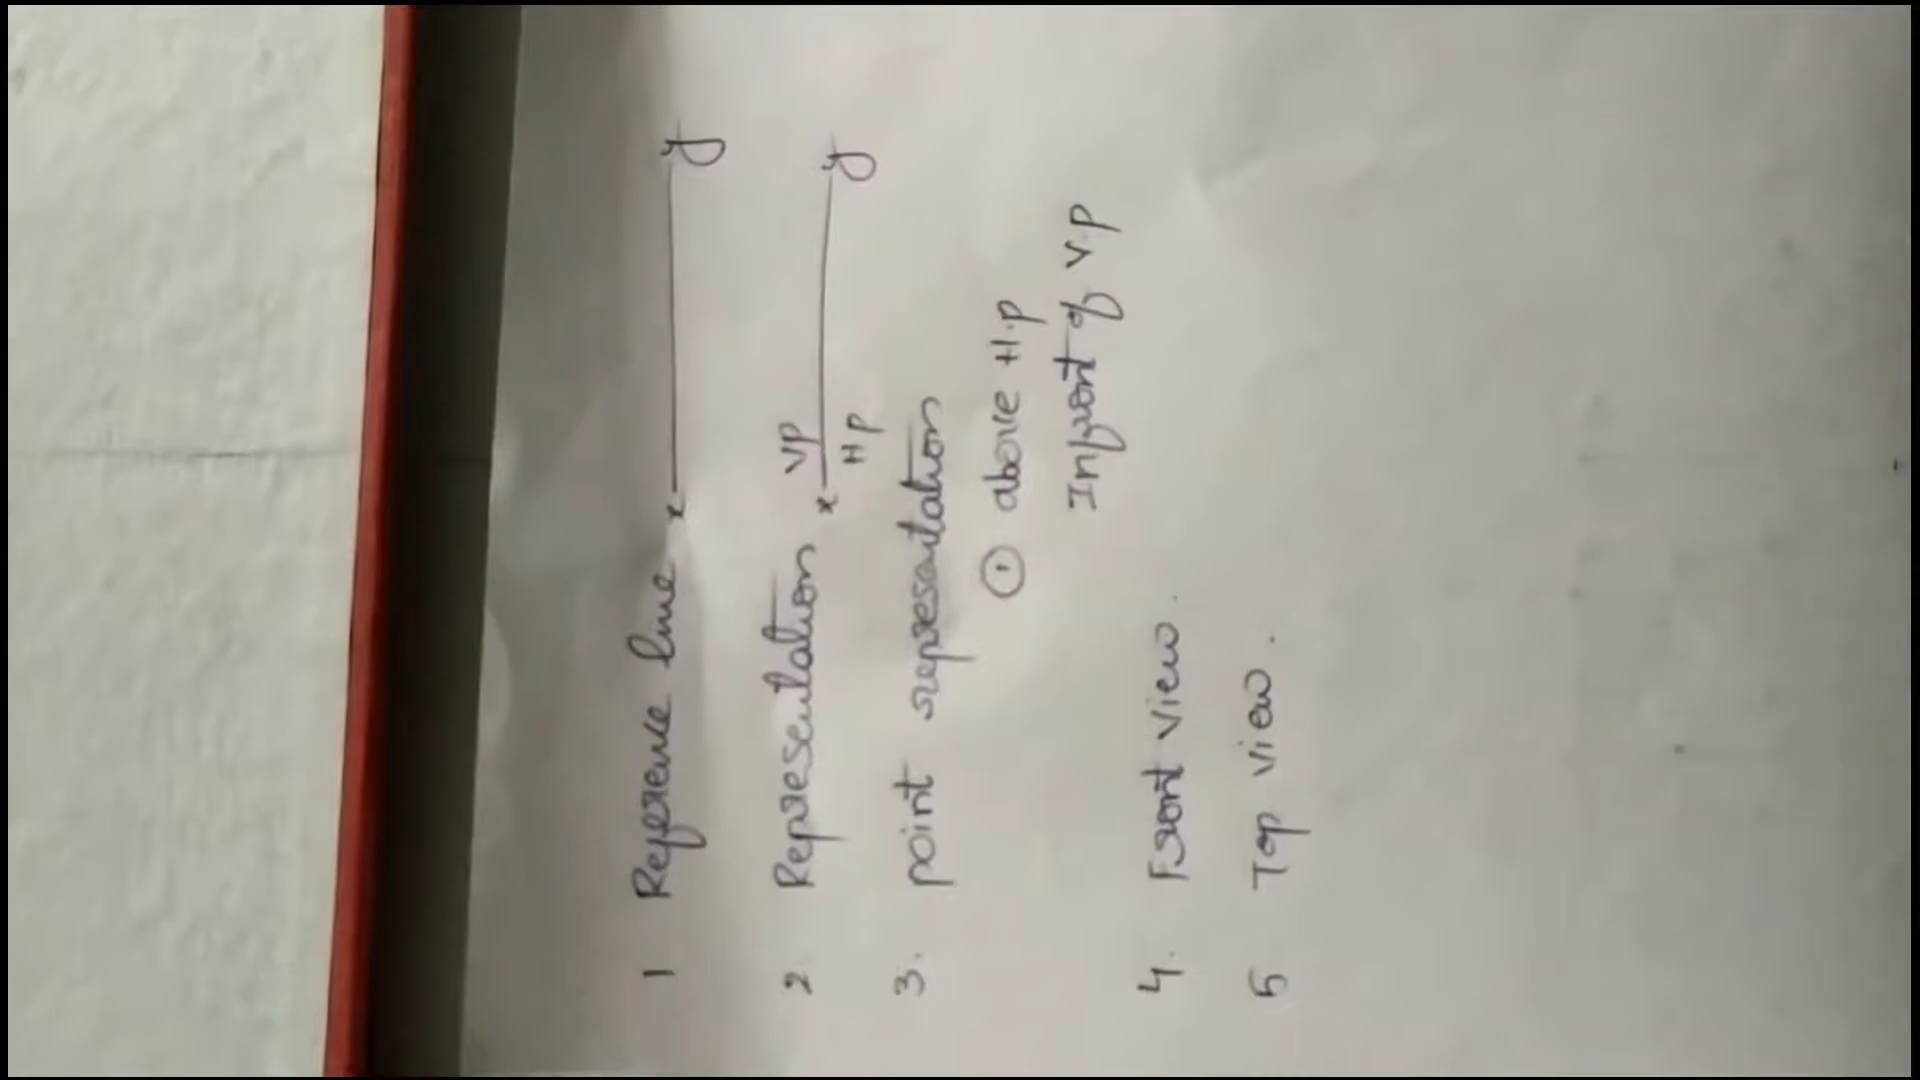 1 Reference line x y
2 Representation x VP y
HP
3. point represantation
① above H.P
Infront of V.P
4. Front View.
5 Top view.